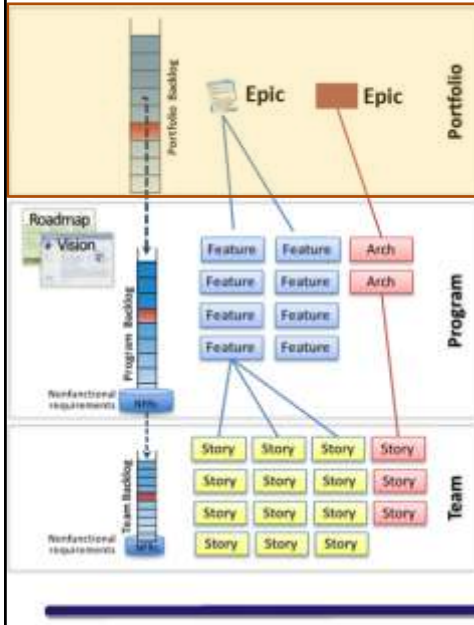 Portfolio Backlog
Epic
Epic
Portfolio
Roadmap
Vision
Program Backlog
Nonfunctional
requirements
NFRs
Feature Feature Arch
Feature Feature Arch
Feature Feature
Feature Feature
Program
Team Backlog
Nonfunctional
requirements
NFRs
Story Story Story Story
Story Story Story Story
Story Story Story Story
Story Story Story
Team